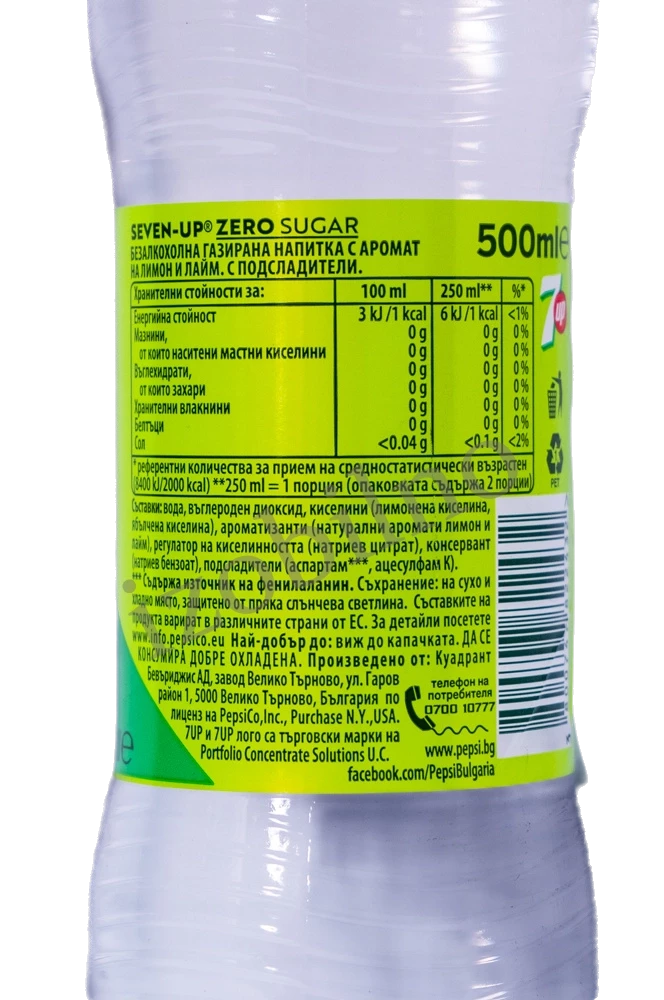 SEVEN-UP® ZERO SUGAR
БЕЗАЛКОХОЛНА ГАЗИРАНА НАПИТКА С АРОМАТ
НА ЛИМОН И ЛАЙМ. С ПОДСЛАДИТЕЛИ.
500ml e
Хранителни стойности за: 100 ml 250 ml** %*
Енергийна стойност 3 kJ /1 kcal 6 kJ /1 kcal <1%
Мазнини, 0 g 0 g 0%
от които наситени мастни киселини 0 g 0 g 0%
Въглехидрати, 0 g 0 g 0%
от които захари 0 g 0 g 0%
Хранителни влакнини 0 g 0 g 0%
Белтъци 0 g 0 g 0%
Сол <0.04 g <0.1 g <2%
7up
1
PET
* референтни количества за прием на средностатистически възрастен
(8400 kJ/2000 kcal) **250 ml = 1 порция (опаковката съдържа 2 порции)
Съставки: вода, въглероден диоксид, киселини (лимонена киселина,
ябълчена киселина), ароматизанти (натурални аромати лимон и
лайм), регулатор на киселинността (натриев цитрат), консервант
(натриев бензоат), подсладители (аспартам***, ацесулфам К).
*** Съдържа източник на фенилаланин. Съхранение: на сухо и
хладно място, защитено от пряка слънчева светлина. Съставките на
продукта варират в различните страни от ЕС. За детайли посетете
www.info.pepsico.eu Най-добър до: виж до капачката. ДА СЕ
КОНСУМИРА ДОБРЕ ОХЛАДЕНА. Произведено от: Куадрант
Бевъриджис АД, завод Велико Търново, ул. Гаров
район 1, 5000 Велико Търново, България по
лиценз на PepsiCo,Inc., Purchase N.Y.,USA.
7UP и 7UP лого са търговски марки на
Portfolio Concentrate Solutions U.C.
телефон на
потребителя
0700 10777
www.pepsi.bg
facebook.com/PepsiBulgaria
izobilno